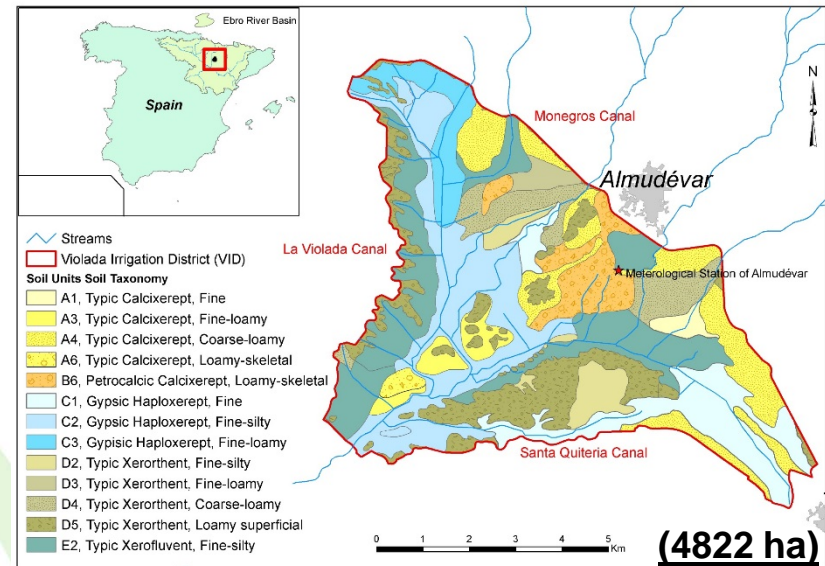 Ebro River Basin
Spain
N
Monegros Canal
Almudévar
La Violada Canal
Meterological Station of Almudévar
Santa Quiteria Canal
Streams
Violada Irrigation District (VID)
Soil Units Soil Taxonomy
A1, Typic Calcixerept, Fine
A3, Typic Calcixerept, Fine-loamy
A4, Typic Calcixerept, Coarse-loamy
A6, Typic Calcixerept, Loamy-skeletal
B6, Petrocalcic Calcixerept, Loamy-skeletal
C1, Gypsic Haploxerept, Fine
C2, Gypsic Haploxerept, Fine-silty
C3, Gypisic Haploxerept, Fine-loamy
D2, Typic Xerorthent, Fine-silty
D3, Typic Xerorthent, Fine-loamy
D4, Typic Xerorthent, Coarse-loamy
D5, Typic Xerorthent, Loamy superficial
E2, Typic Xerofluvent, Fine-silty
0 1 2 3 4 5
Km
(4822 ha)